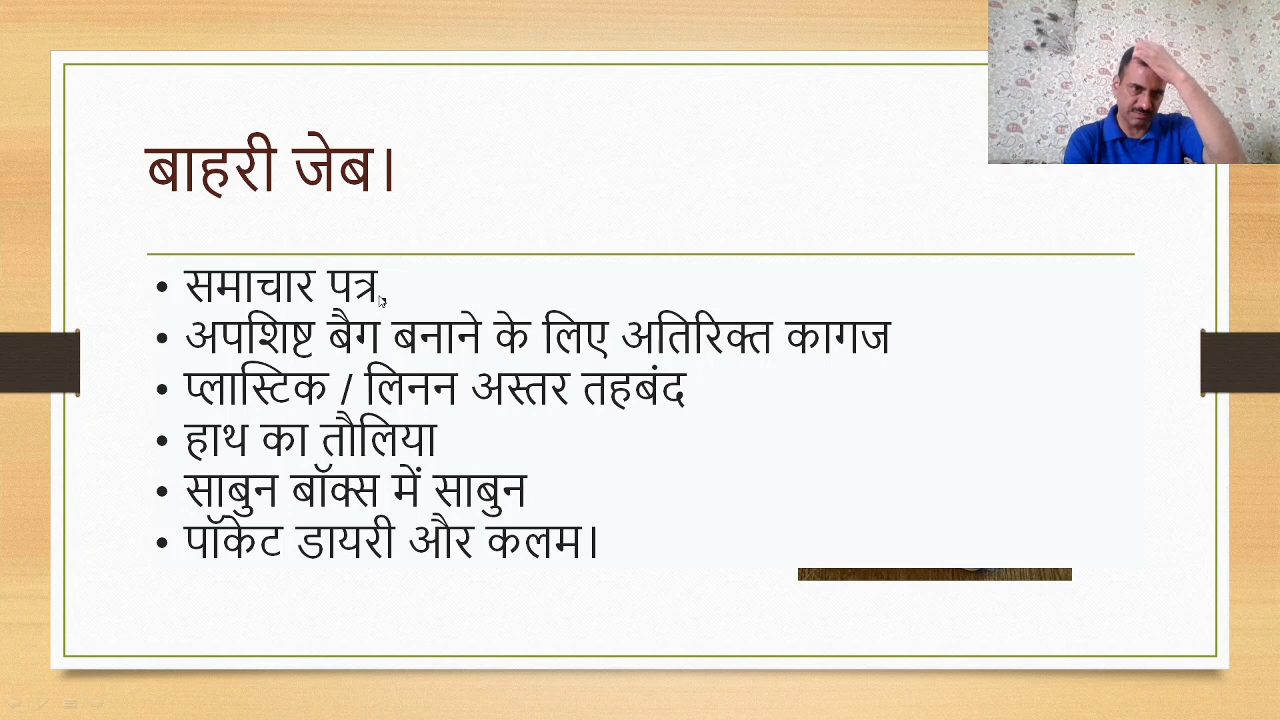 बाहरी जेब।
• समाचार पत्र,
• अपशिष्ट बैग बनाने के लिए अतिरिक्त कागज
• प्लास्टिक / लिनन अस्तर तहबंद
• हाथ का तौलिया
• साबुन बॉक्स में साबुन
• पॉकेट डायरी और कलम।